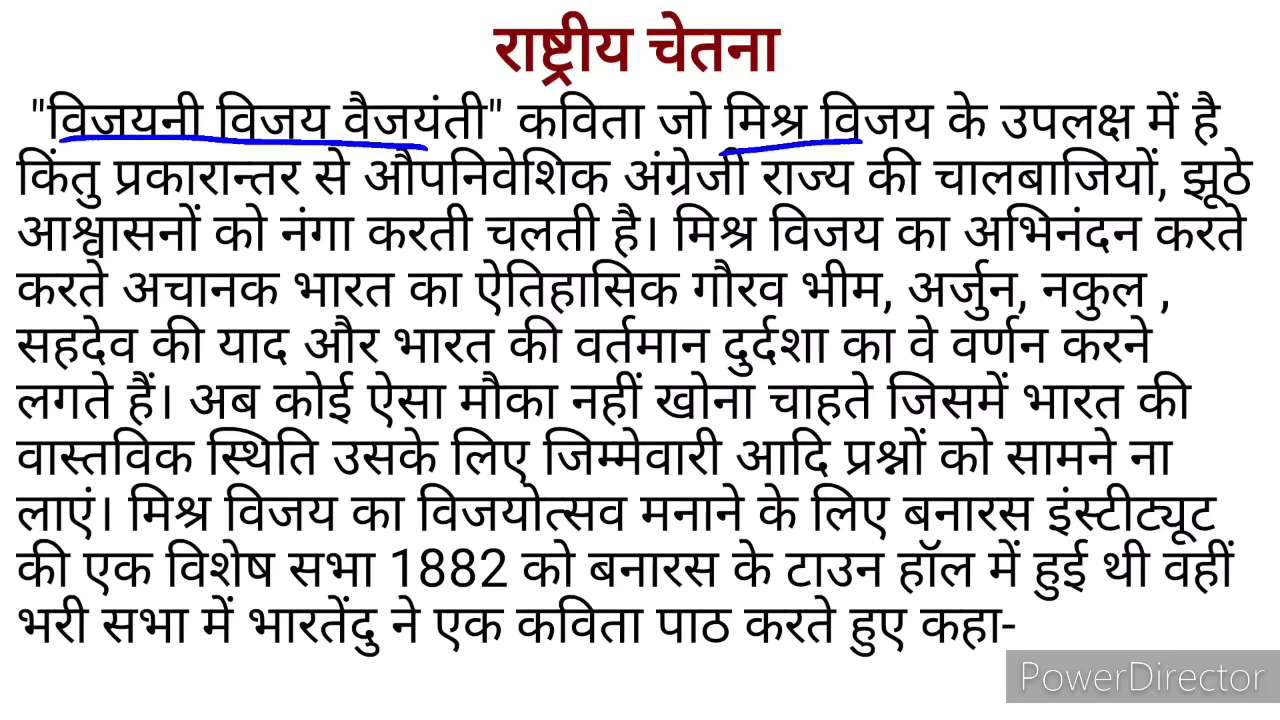 राष्ट्रीय चेतना
"विजयनी विजय वैजयंती" कविता जो मिश्र विजय के उपलक्ष में है
किंतु प्रकारान्तर से औपनिवेशिक अंग्रेजी राज्य की चालबाजियों, झूठे
आश्वासनों को नंगा करती चलती है। मिश्र विजय का अभिनंदन करते
करते अचानक भारत का ऐतिहासिक गौरव भीम, अर्जुन, नकुल ,
सहदेव की याद और भारत की वर्तमान दुर्दशा का वे वर्णन करने
लगते हैं। अब कोई ऐसा मौका नहीं खोना चाहते जिसमें भारत की
वास्तविक स्थिति उसके लिए जिम्मेवारी आदि प्रश्नों को सामने ना
लाएं। मिश्र विजय का विजयोत्सव मनाने के लिए बनारस इंस्टीट्यूट
की एक विशेष सभा 1882 को बनारस के टाउन हॉल में हुई थी वहीं
भरी सभा में भारतेंदु ने एक कविता पाठ करते हुए कहा-
PowerDirector